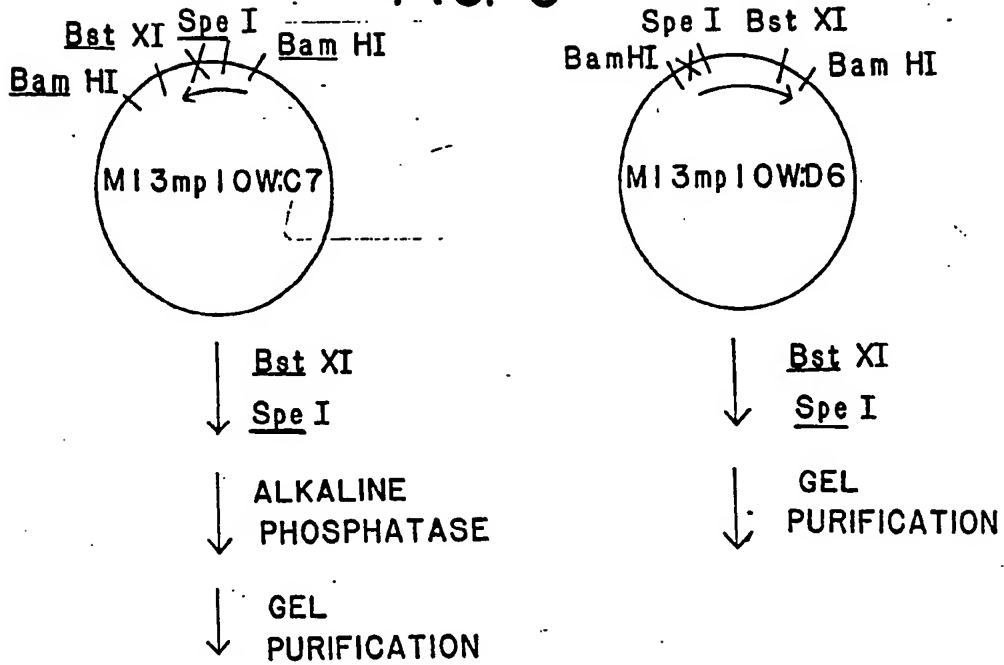 Bst XI
Spe I
Bam HI
Bam HI
M13mp10W:C7
Bst XI
Spe I
ALKALINE
PHOSPHATASE
GEL
PURIFICATION
Spe I
Bst XI
BamHI
Bam HI
M13mp10W:D6
Bst XI
Spe I
GEL
PURIFICATION